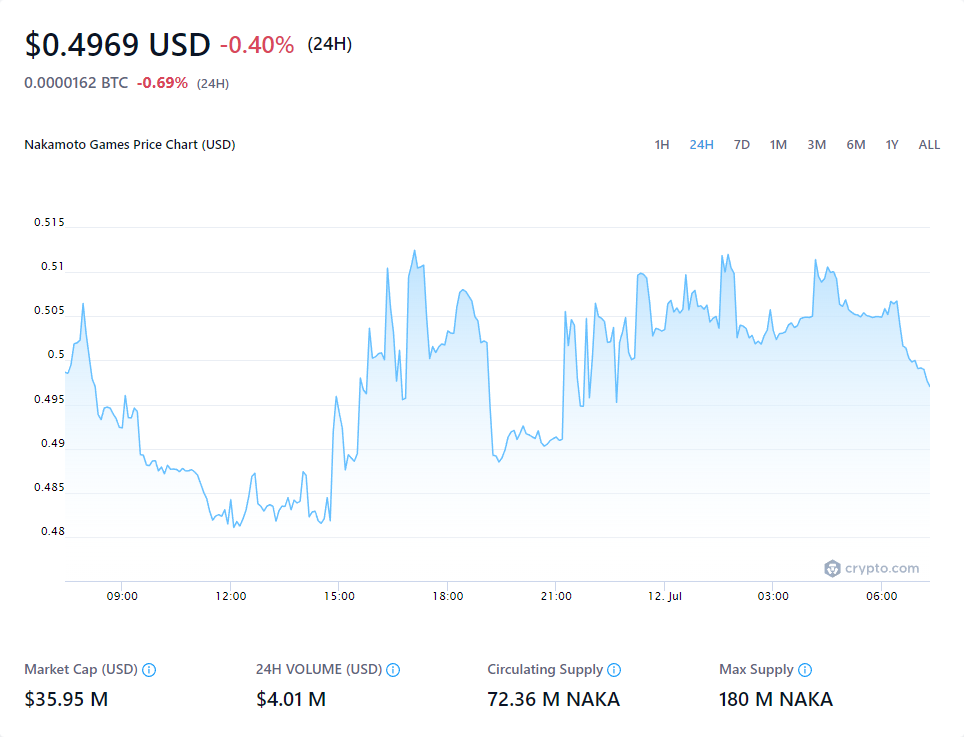 $0.4969 USD -0.40% (24H)
0.0000162 BTC -0.69% (24H)
Nakamoto Games Price Chart (USD) 1H 24H 7D 1M 3M 6M 1Y ALL
0.515
0.51
0.505
0.5
0.495
0.49
0.485
0.48
crypto.com
09:00 12:00 15:00 18:00 21:00 12. Jul 03:00 06:00
Market Cap (USD) 24H VOLUME (USD) Circulating Supply Max Supply
$35.95 M $4.01 M 72.36 M NAKA 180 M NAKA